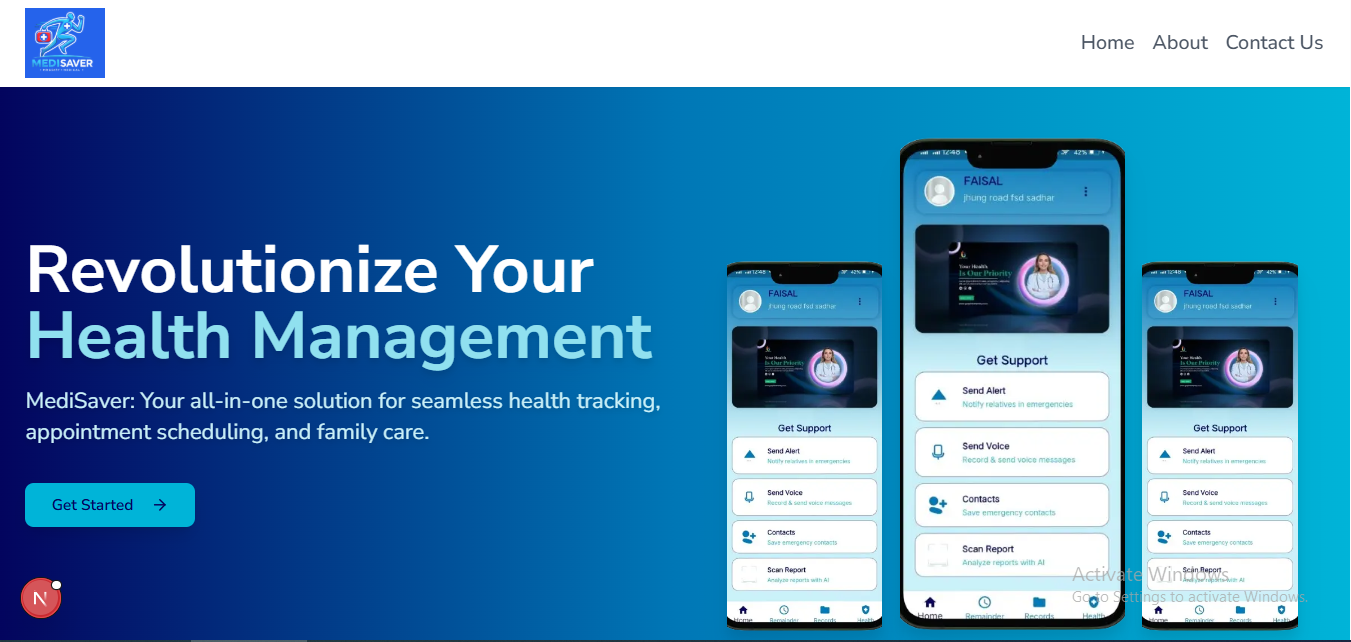 MEDISAVER
Home About Contact Us
Revolutionize Your
Health Management
MediSaver: Your all-in-one solution for seamless health tracking,
appointment scheduling, and family care.
Get Started
N
12:48 42%
FAISAL
jhung road fsd sadhar
Your Health
Is Our Priority
Get Support
Send Alert
Notify relatives in emergencies
Send Voice
Record & send voice messages
Contacts
Save emergency contacts
Scan Report
Analyze reports with AI
Home Remainder Records Health
12:48 42%
FAISAL
jhung road fsd sadhar
Your Health
Is Our Priority
Get Support
Send Alert
Notify relatives in emergencies
Send Voice
Record & send voice messages
Contacts
Save emergency contacts
Scan Report
Analyze reports with AI
Home Remainder Records Health
12:48 42%
FAISAL
jhung road fsd sadhar
Your Health
Is Our Priority
Get Support
Send Alert
Notify relatives in emergencies
Send Voice
Record & send voice messages
Contacts
Save emergency contacts
Scan Report
Analyze reports with AI
Home Remainder Records Health
Activate Windows
Go to Settings to activate Windows.